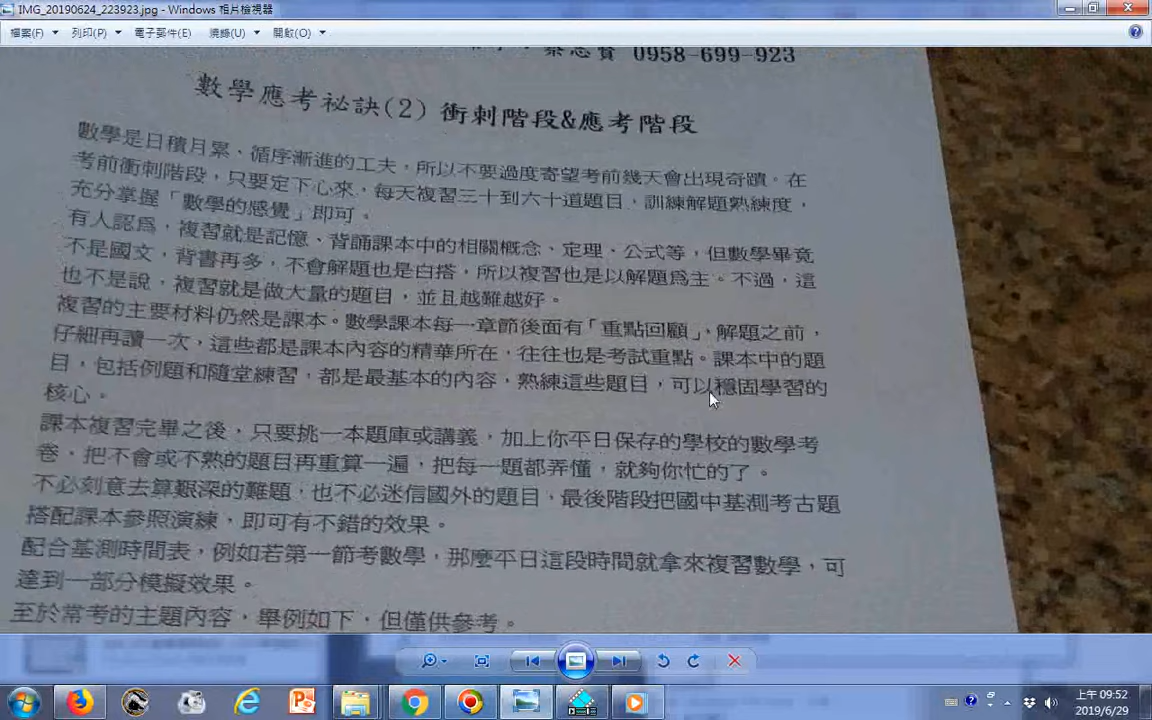 IMG_20190624_223923.jpg - Windows 相片檢視器
檔案(F) 列印(P) 電子郵件(E) 燒錄(U) 開啟(O)
0958-699-923
數學應考祕訣(2) 衝刺階段&應考階段
數學是日積月累、循序漸進的工夫，所以不要過度寄望考前幾天會出現奇蹟。在
考前衝刺階段，只要定下心來，每天複習三十到六十道題目，訓練解題熟練度，
充分掌握「數學的感覺」即可。
有人認為，複習就是記憶、背誦課本中的相關概念、定理、公式等，但數學畢竟
不是國文，背書再多，不會解題也是白搭，所以複習也是以解題為主。不過，這
也不是說，複習就是做大量的題目，並且越難越好。
複習的主要材料仍然是課本。數學課本每一章節後面有「重點回顧」，解題之前，
仔細再讀一次，這些都是課本內容的精華所在，往往也是考試重點。課本中的題
目，包括例題和隨堂練習，都是最基本的內容，熟練這些題目，可以穩固學習的
核心。
課本複習完畢之後，只要挑一本題庫或講義，加上你平日保存的學校的數學考
卷，把不會或不熟的題目再重算一遍，把每一題都弄懂，就夠你忙的了。
不必刻意去算艱深的難題，也不必迷信國外的題目，最後階段把國中基測考古題
搭配課本參照演練，即可有不錯的效果。
配合基測時間表，例如若第一節考數學，那麼平日這段時間就拿來複習數學，可
達到一部分模擬效果。
至於常考的主題內容，舉例如下，但僅供參考。
上午 09:52
2019/6/29